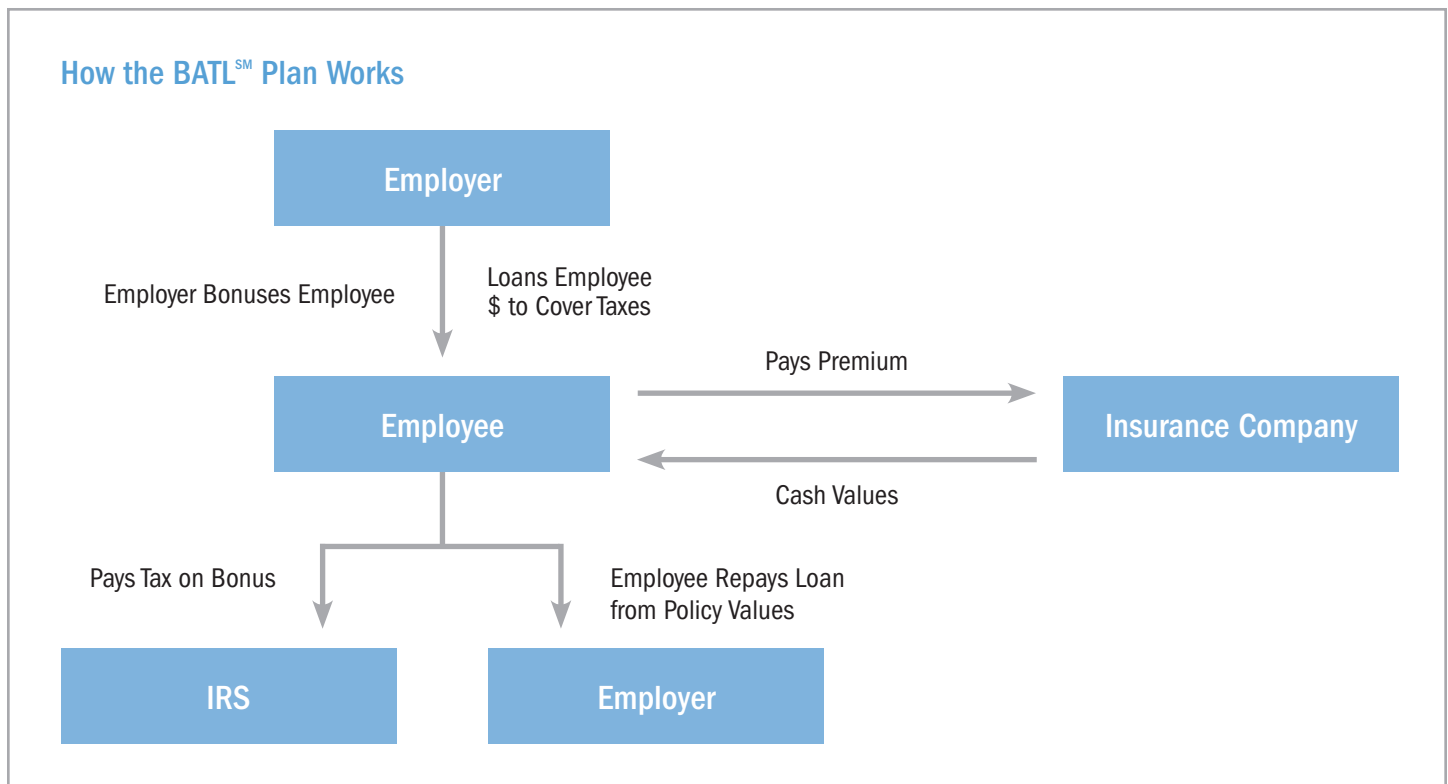 How the BATL℠ Plan Works
Employer
Employer Bonuses Employee
Loans Employee
$ to Cover Taxes
Pays Premium
Employee
Insurance Company
Cash Values
Pays Tax on Bonus
Employee Repays Loan
from Policy Values
IRS
Employer